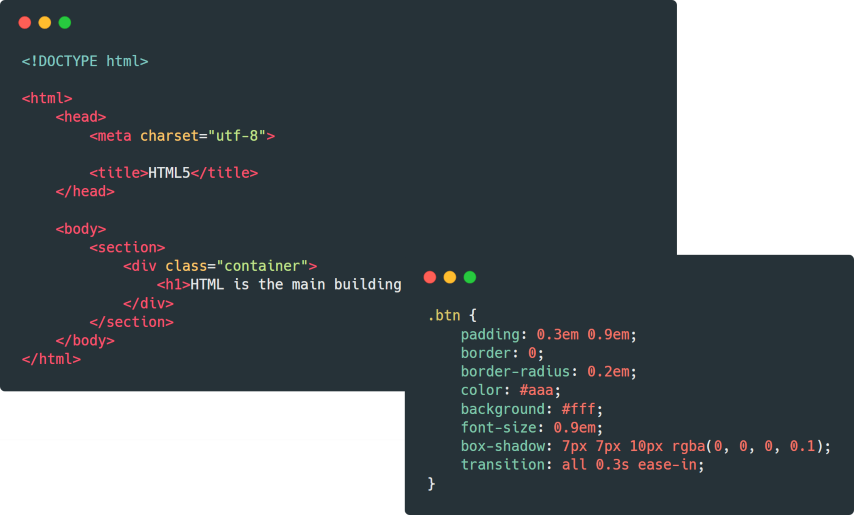 <!DOCTYPE html>
<html>
<head>
<meta charset="utf-8">
<title>HTML5</title>
</head>
<body>
<section>
<div class="container">
<h1>HTML is the main building
</div>
</section>
</body>
</html>
.btn {
padding: 0.3em 0.9em;
border: 0;
border-radius: 0.2em;
color: #aaa;
background: #fff;
font-size: 0.9em;
box-shadow: 7px 7px 10px rgba(0, 0, 0, 0.1);
transition: all 0.3s ease-in;
}